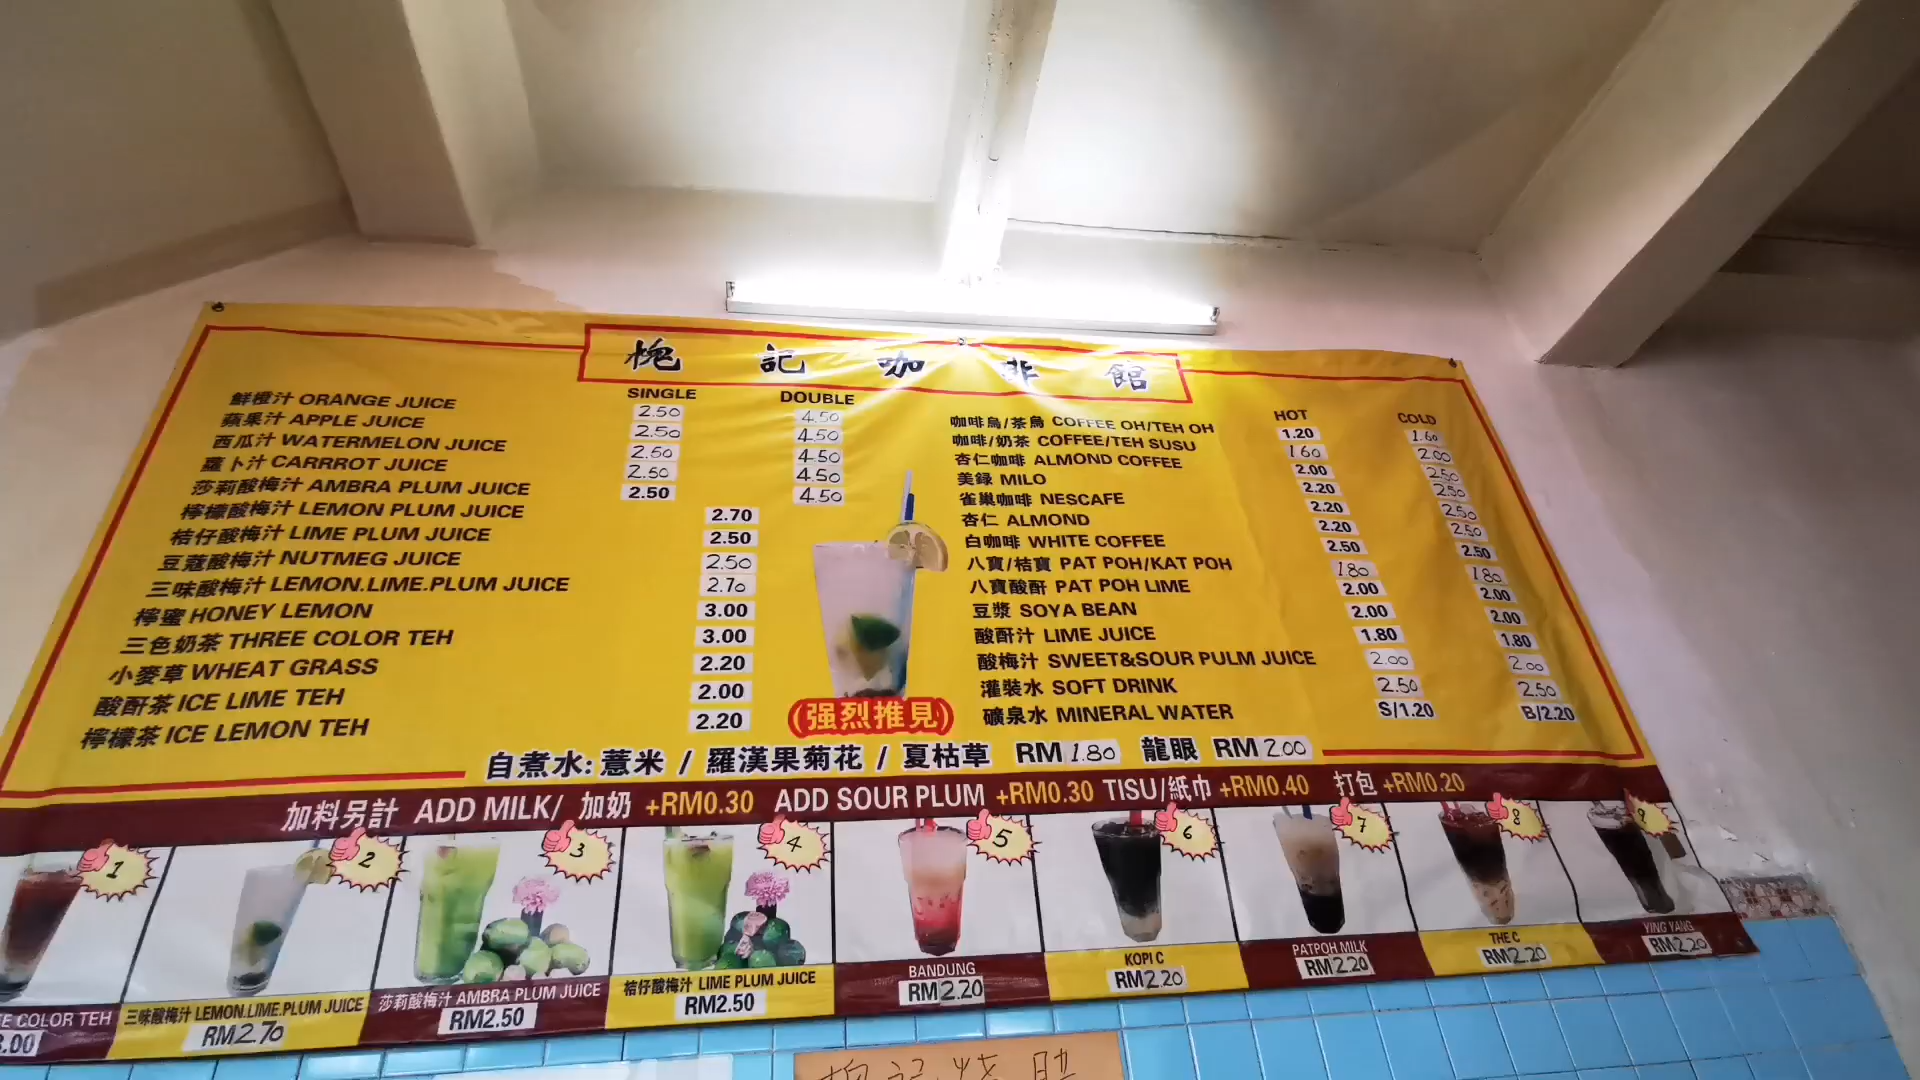 槐記咖啡館
SINGLE DOUBLE
鮮橙汁 ORANGE JUICE 2.50 4.50
蘋果汁 APPLE JUICE 2.50 4.50
西瓜汁 WATERMELON JUICE 2.50 4.50
蘿卜汁 CARRROT JUICE 2.50 4.50
莎莉酸梅汁 AMBRA PLUM JUICE 2.50 4.50
檸檬酸梅汁 LEMON PLUM JUICE 2.70
桔仔酸梅汁 LIME PLUM JUICE 2.50
豆蔻酸梅汁 NUTMEG JUICE 2.50
三味酸梅汁 LEMON.LIME.PLUM JUICE 2.70
檸蜜 HONEY LEMON 3.00
三色奶茶 THREE COLOR TEH 3.00
小麥草 WHEAT GRASS 2.20
酸酐茶 ICE LIME TEH 2.00
檸檬茶 ICE LEMON TEH 2.20
(强烈推見)
HOT COLD
咖啡烏/茶烏 COFFEE OH/TEH OH 1.20 1.60
咖啡/奶茶 COFFEE/TEH SUSU 1.60 2.00
杏仁咖啡 ALMOND COFFEE 2.00 2.50
美録 MILO 2.20 2.50
雀巢咖啡 NESCAFE 2.20 2.50
杏仁 ALMOND 2.20 2.50
白咖啡 WHITE COFFEE 2.50 2.50
八寶/桔寶 PAT POH/KAT POH 1.80 1.80
八寶酸酐 PAT POH LIME 2.00 2.00
豆漿 SOYA BEAN 2.00 2.00
酸酐汁 LIME JUICE 1.80 1.80
酸梅汁 SWEET&SOUR PULM JUICE 2.00 2.00
灌裝水 SOFT DRINK 2.50 2.50
礦泉水 MINERAL WATER S/1.20 B/2.20
自煮水: 薏米 / 羅漢果菊花 / 夏枯草 RM 1.80 龍眼 RM 2.00
加料另計 ADD MILK/ 加奶 +RM0.30 ADD SOUR PLUM +RM0.30 TISU/紙巾 +RM0.40 打包 +RM0.20
1 2 3 4 5 6 7 8 9
E COLOR TEH
3.00
三味酸梅汁 LEMON.LIME.PLUM JUICE
RM2.70
莎莉酸梅汁 AMBRA PLUM JUICE
RM2.50
桔仔酸梅汁 LIME PLUM JUICE
RM2.50
BANDUNG
RM2.20
KOPI C
RM2.20
PATPOH MILK
RM2.20
THE C
RM2.20
YING YANG
RM2.20